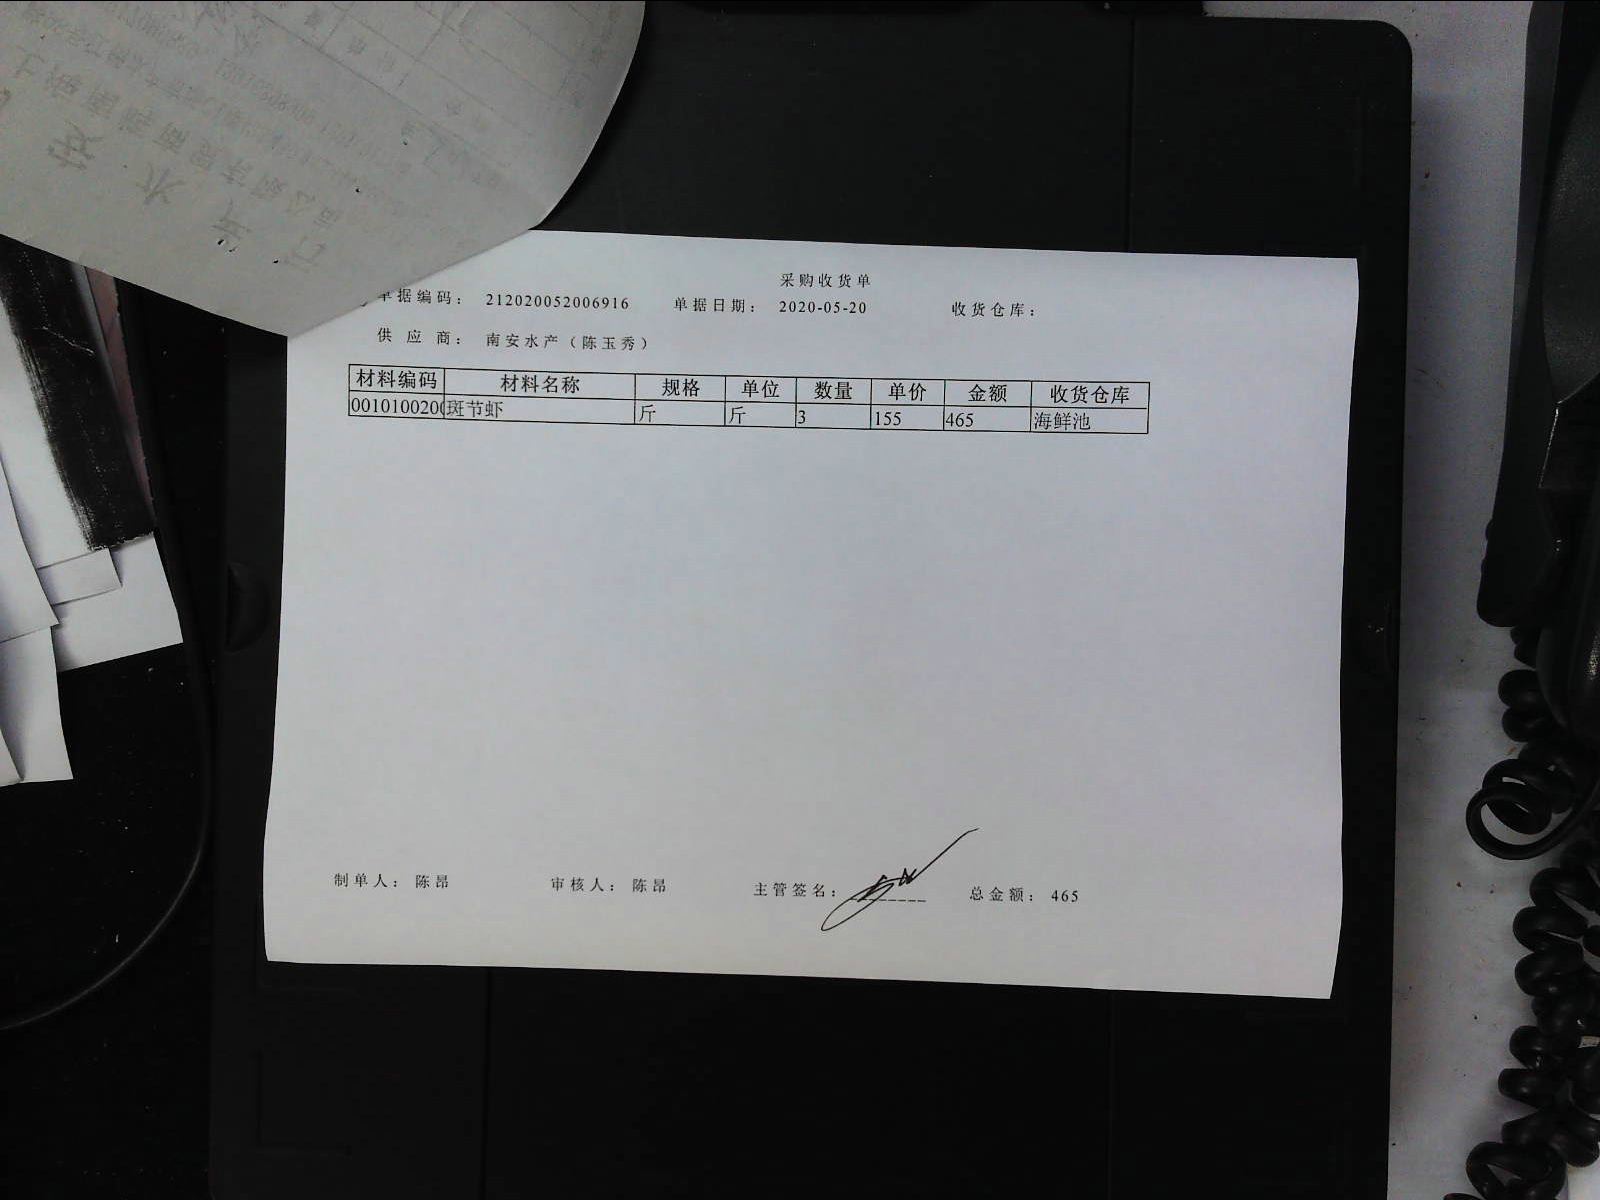 采购收货单
单据编码： 212020052006916 单据日期： 2020-05-20 收货仓库：
供应商： 南安水产（陈玉秀）
材料编码 材料名称 规格 单位 数量 单价 金额 收货仓库
0010100200 斑节虾 斤 斤 3 155 465 海鲜池
制单人： 陈昂 审核人： 陈昂 主管签名： 总金额： 465